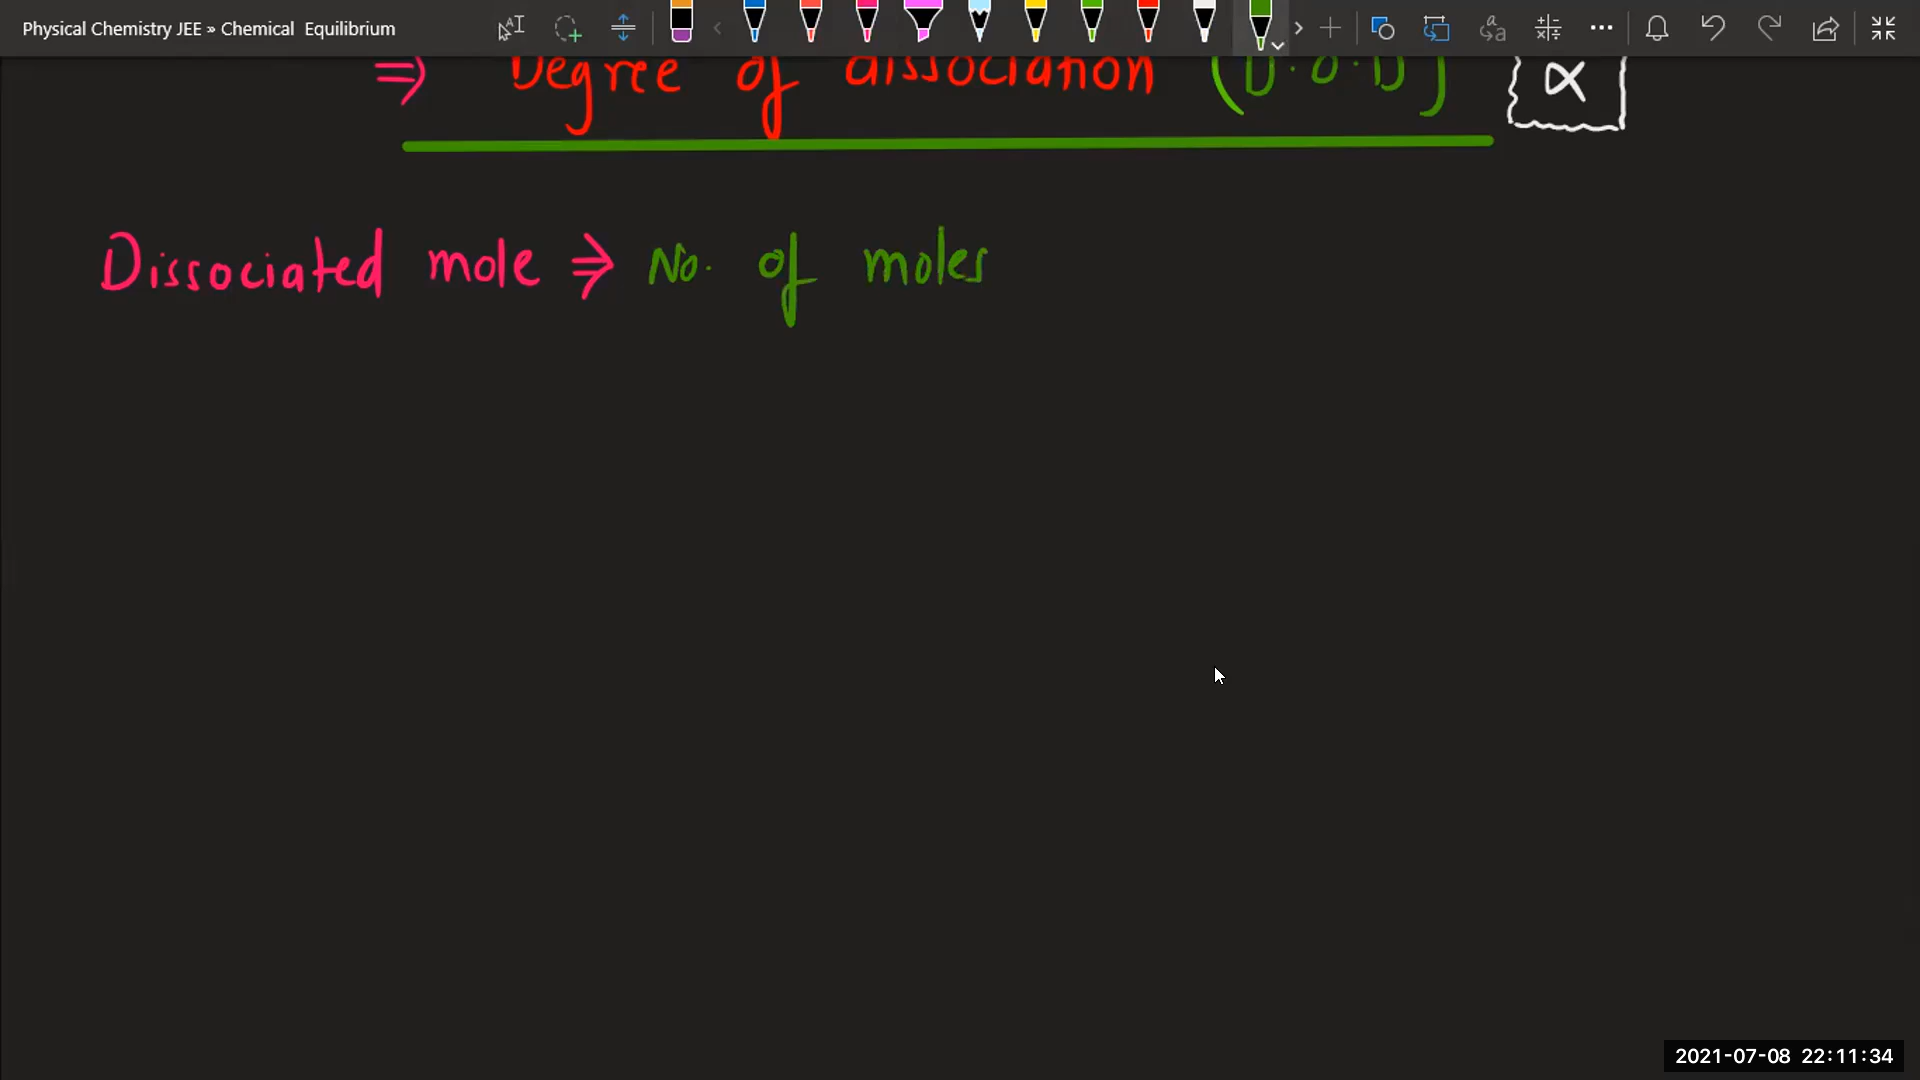 Physical Chemistry JEE » Chemical Equilibrium
⇒ Degree of dissociation (D.O.D) α
Dissociated mole ⇒ No. of moles
2021-07-08 22:11:34